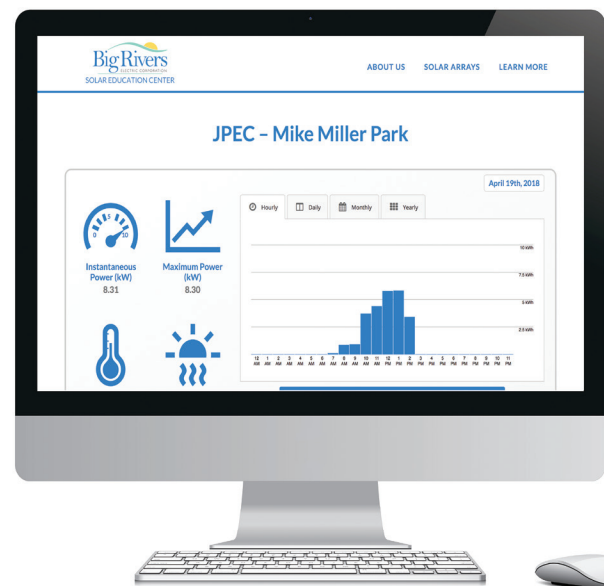 Big Rivers
ELECTRIC CORPORATION
SOLAR EDUCATION CENTER
ABOUT US SOLAR ARRAYS LEARN MORE
JPEC – Mike Miller Park
April 19th, 2018
Hourly Daily Monthly Yearly
0 5 10
Instantaneous
Power (kW)
8.31
Maximum Power
(kW)
8.30
10 kWh
7.5 kWh
5 kWh
2.5 kWh
12 1 2 3 4 5 6 7 8 9 10 11 12 1 2 3 4 5 6 7 8 9 10 11
AM AM AM AM AM AM AM AM AM AM AM AM PM PM PM PM PM PM PM PM PM PM PM PM